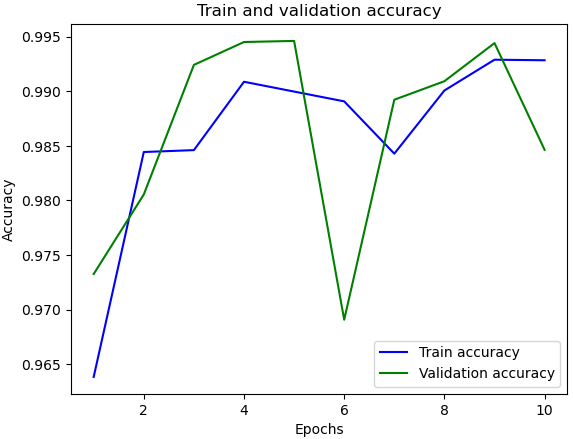 Train and validation accuracy
0.995
0.990
0.985
0.980
0.975
0.970
0.965
Accuracy
Train accuracy
Validation accuracy
2
4
6
8
10
Epochs